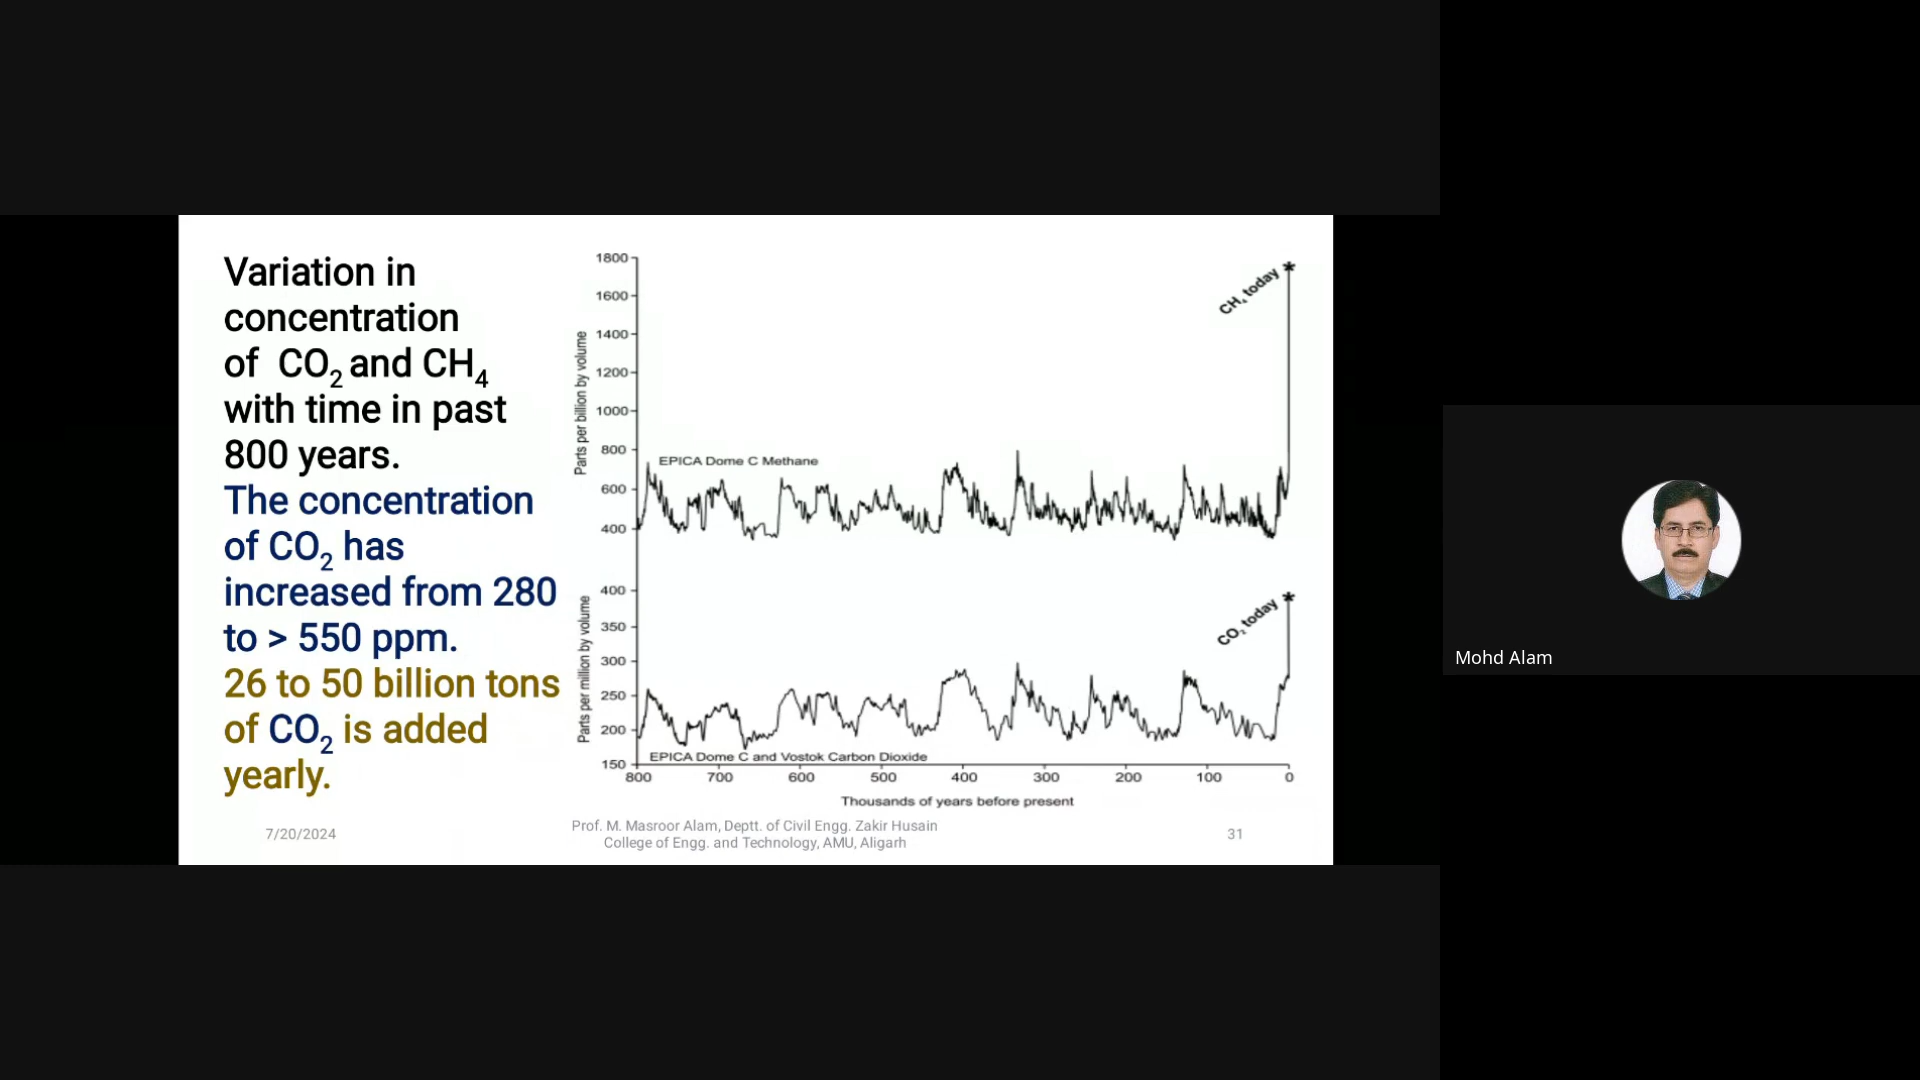 Variation in
concentration
of CO2 and CH4
with time in past
800 years.
The concentration
of CO2 has
increased from 280
to > 550 ppm.
26 to 50 billion tons
of CO2 is added
yearly.
1800
1600
1400
1200
1000
800
600
400
Parts per billion by volume
EPICA Dome C Methane
CH4 today
400
350
300
250
200
150
Parts per million by volume
CO2 today
EPICA Dome C and Vostok Carbon Dioxide
800 700 600 500 400 300 200 100 0
Thousands of years before present
7/20/2024
Prof. M. Masroor Alam, Deptt. of Civil Engg. Zakir Husain
College of Engg. and Technology, AMU, Aligarh
31
Mohd Alam